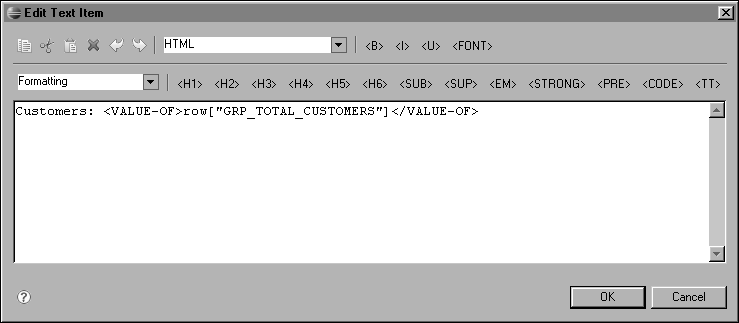 Edit Text Item
HTML <B> <I> <U> <FONT>
Formatting <H1> <H2> <H3> <H4> <H5> <H6> <SUB> <SUP> <EM> <STRONG> <PRE> <CODE> <TT>
Customers: <VALUE-OF>row["GRP_TOTAL_CUSTOMERS"]</VALUE-OF>
? OK Cancel